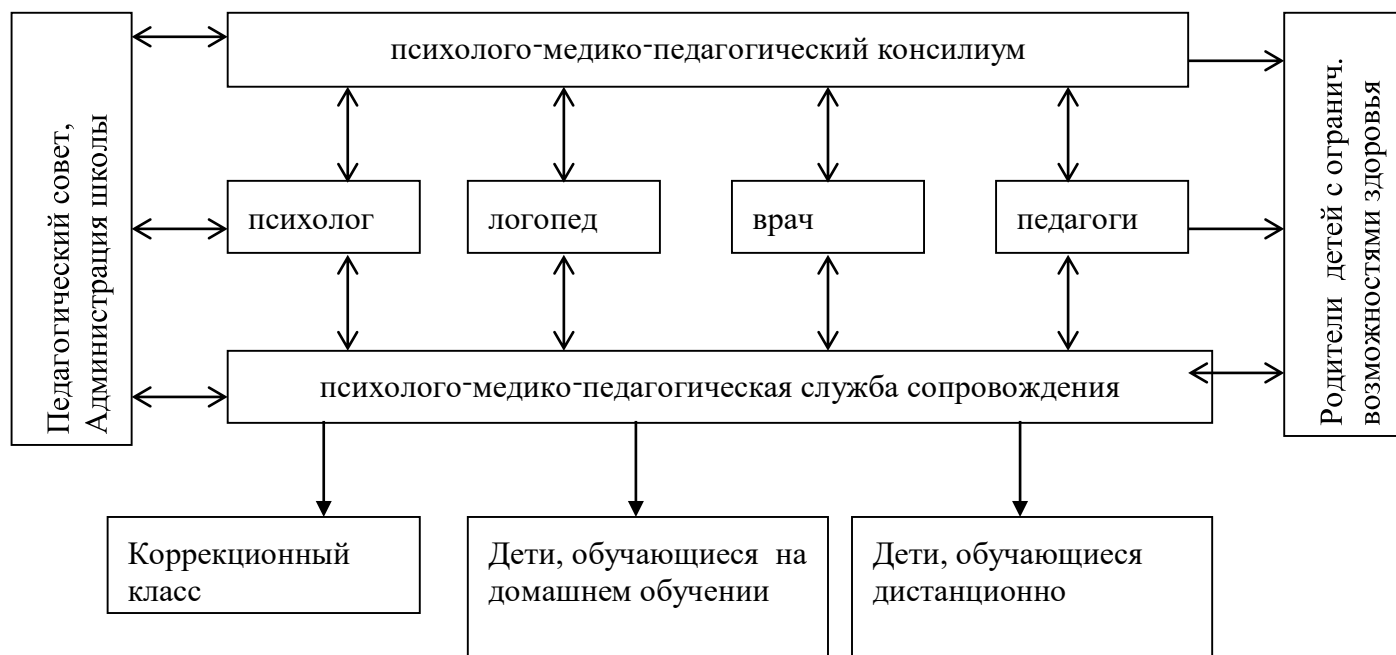 психолого-медико-педагогический консилиум
Педагогический совет,
Администрация школы
Родители детей с огранич.
возможностями здоровья
психолог
логопед
врач
педагоги
психолого-медико-педагогическая служба сопровождения
Коррекционный
класс
Дети, обучающиеся на
домашнем обучении
Дети, обучающиеся
дистанционно